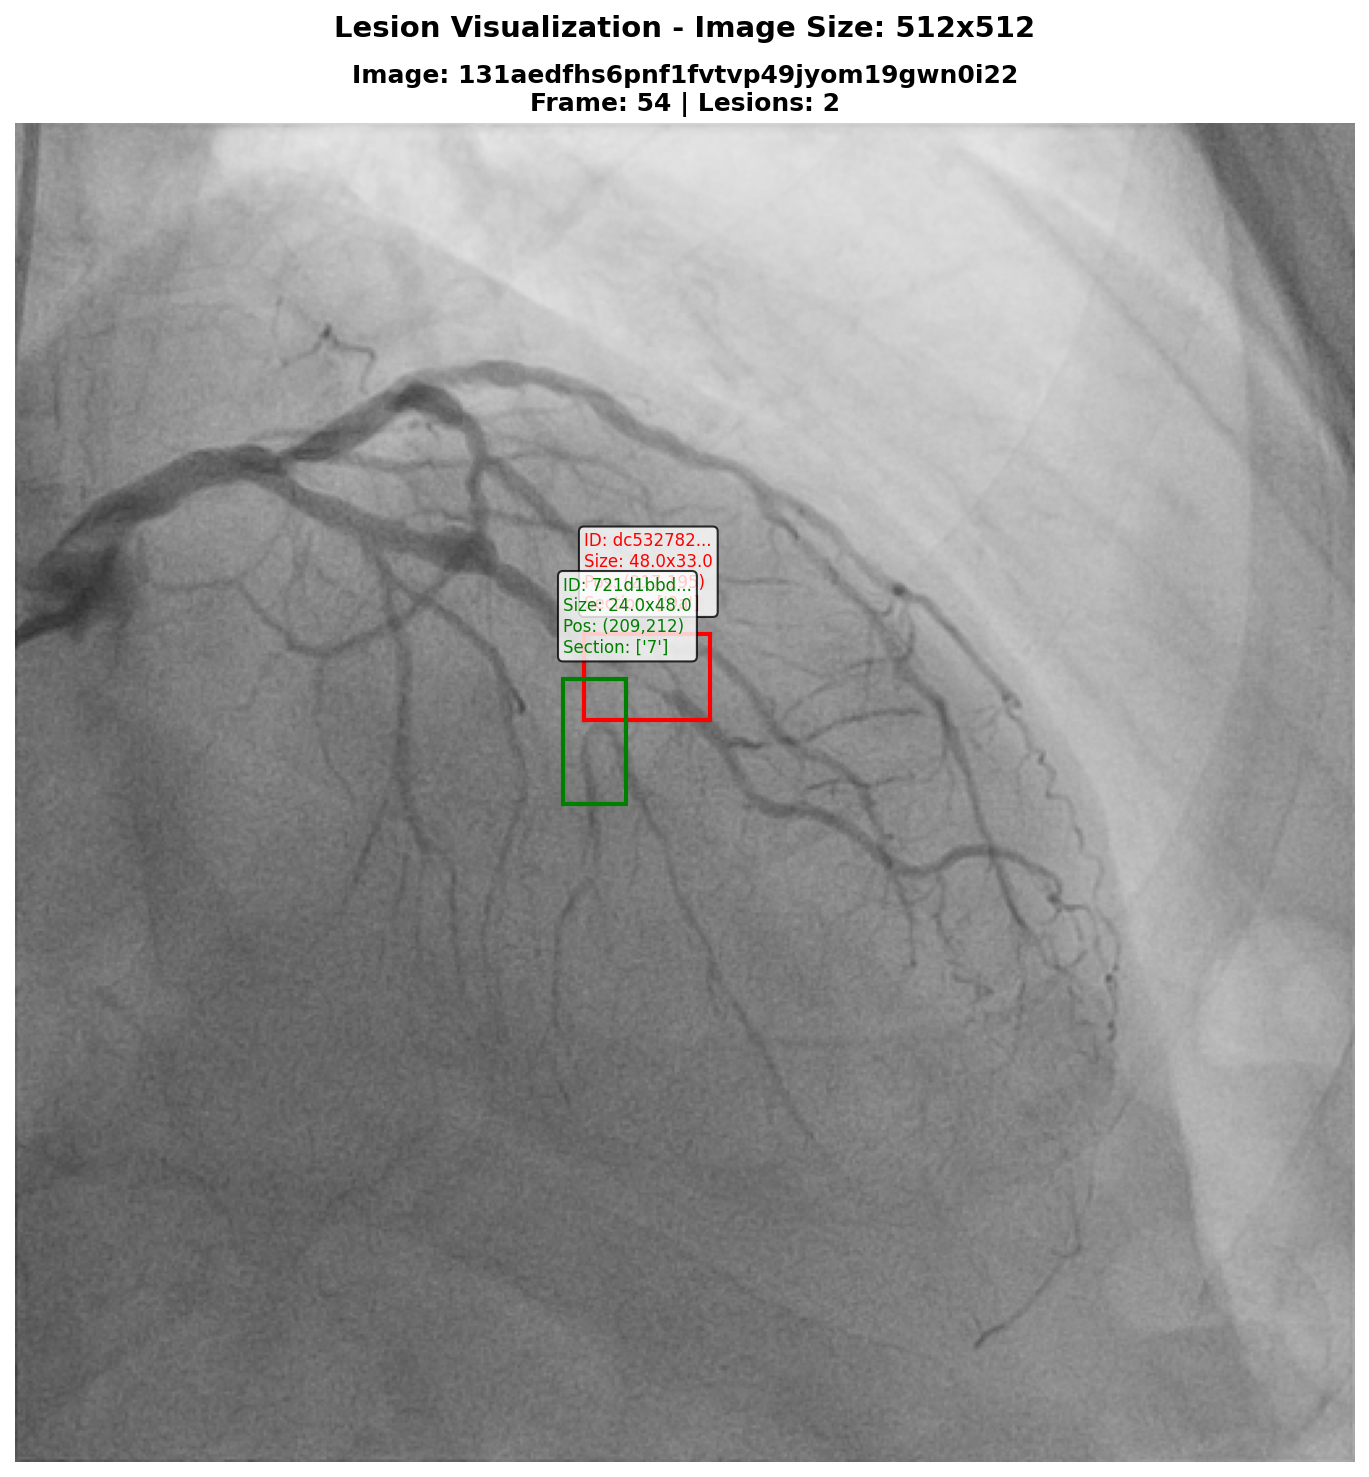 Lesion Visualization - Image Size: 512x512
Image: 131aedfhs6pnf1fvtvp49jyom19gwn0i22
Frame: 54 | Lesions: 2
ID: dc532782...
Size: 48.0x33.0
ID: 721d1bbd...
Size: 24.0x48.0
Pos: (209,212)
Section: ['7']